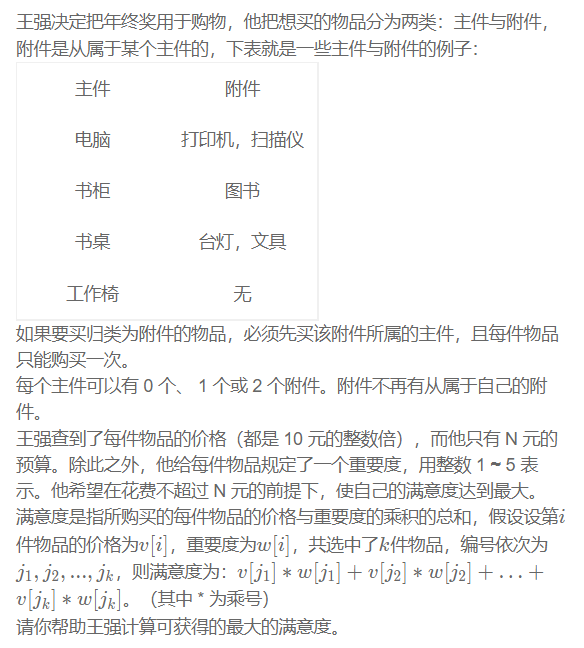 王强决定把年终奖用于购物，他把想买的物品分为两类：主件与附件，
附件是从属于某个主件的，下表就是一些主件与附件的例子：
主件 附件
电脑 打印机，扫描仪
书柜 图书
书桌 台灯，文具
工作椅 无
如果要买归类为附件的物品，必须先买该附件所属的主件，且每件物品
只能购买一次。
每个主件可以有 0 个、 1 个或 2 个附件。附件不再有从属于自己的附
件。
王强查到了每件物品的价格（都是 10 元的整数倍），而他只有 N 元的
预算。除此之外，他给每件物品规定了一个重要度，用整数 1 ~ 5 表
示。他希望在花费不超过 N 元的前提下，使自己的满意度达到最大。
满意度是指所购买的每件物品的价格与重要度的乘积的总和，假设设第i
件物品的价格为v[i]，重要度为w[i]，共选中了k件物品，编号依次为
j₁, j₂, ..., jₖ，则满意度为：v[j₁] * w[j₁] + v[j₂] * w[j₂] + … +
v[jₖ] * w[jₖ]。（其中 * 为乘号）
请你帮助王强计算可获得的最大的满意度。